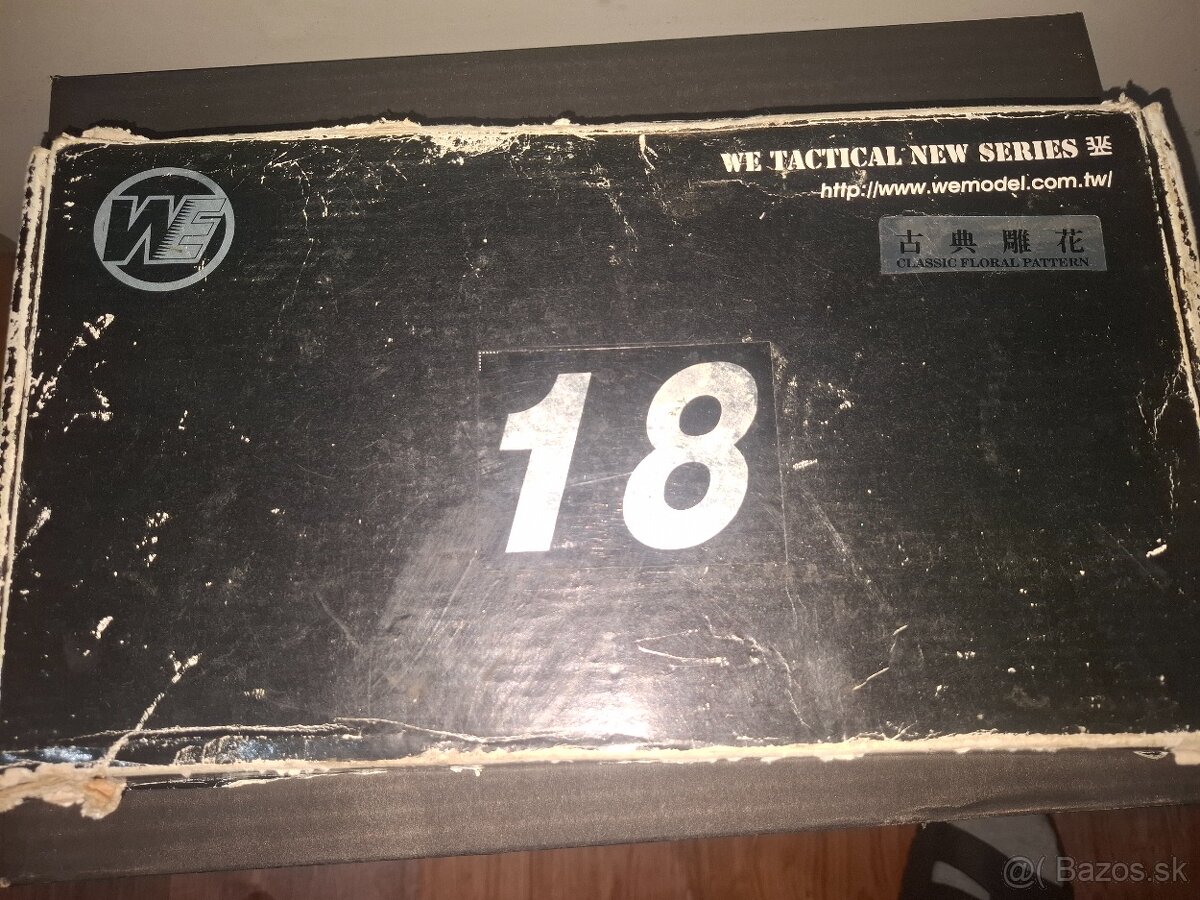 WE
WE TACTICAL NEW SERIES
http://www.wemodel.com.tw/
古典雕花
CLASSIC FLORAL PATTERN
18
@( Bazos.sk